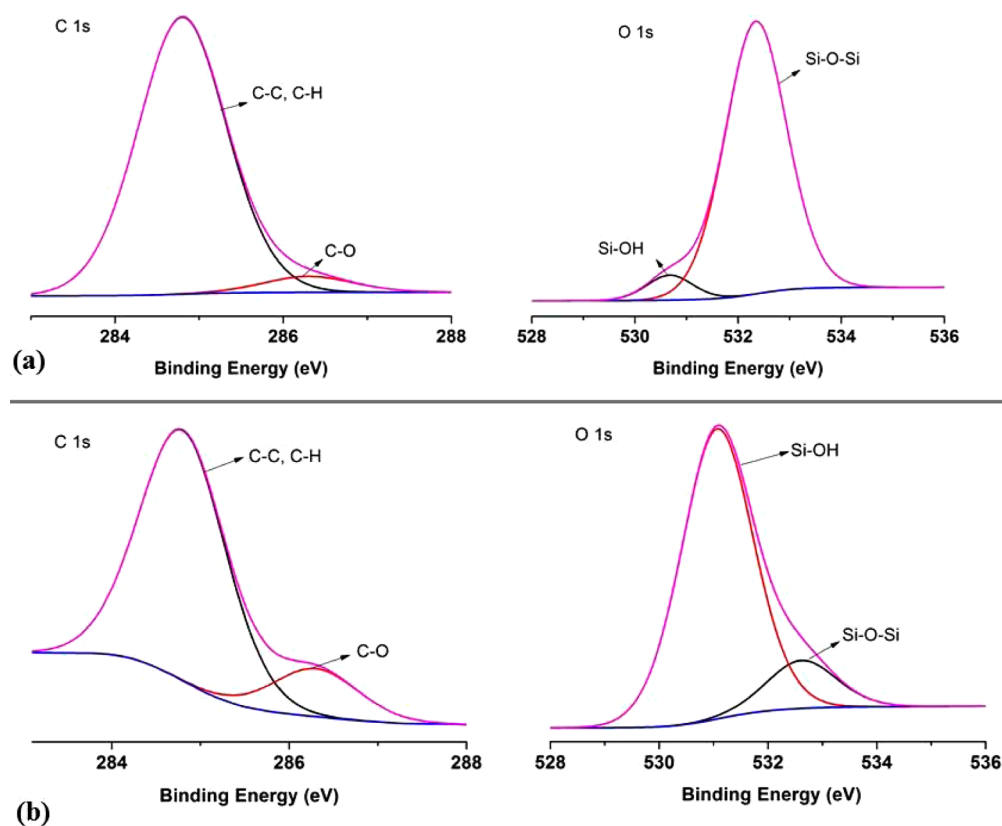 C 1s
C-C, C-H
C-O
284 286 288
Binding Energy (eV)
(a)
O 1s
Si-O-Si
Si-OH
528 530 532 534 536
Binding Energy (eV)
C 1s
C-C, C-H
C-O
284 286 288
Binding Energy (eV)
(b)
O 1s
Si-OH
Si-O-Si
528 530 532 534 536
Binding Energy (eV)